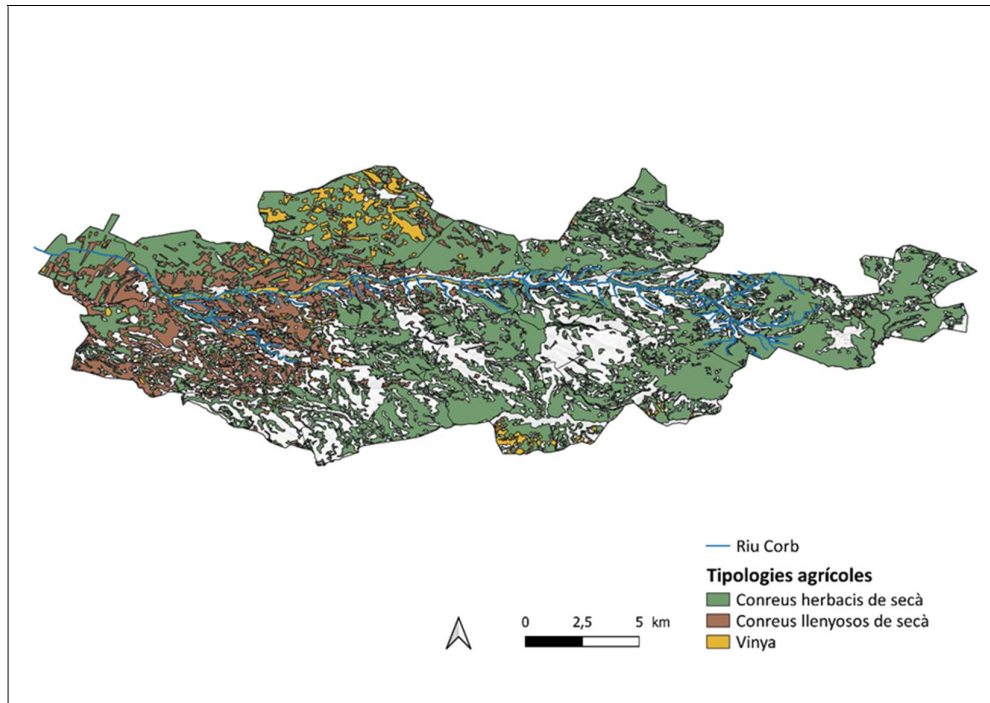 Riu Corb
Tipologies agrícoles
Conreus herbacis de secà
Conreus llenyosos de secà
Vinya
0 2,5 5 km